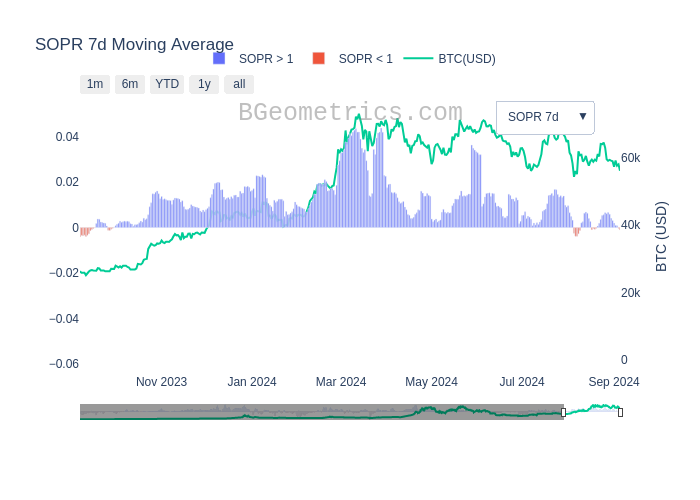 SOPR 7d Moving Average
SOPR > 1 SOPR < 1 BTC(USD)
1m 6m YTD 1y all
BGeometrics.com
SOPR 7d ▼
0.04
0.02
0
−0.02
−0.04
−0.06
60k
40k
20k
0
BTC (USD)
Nov 2023 Jan 2024 Mar 2024 May 2024 Jul 2024 Sep 2024